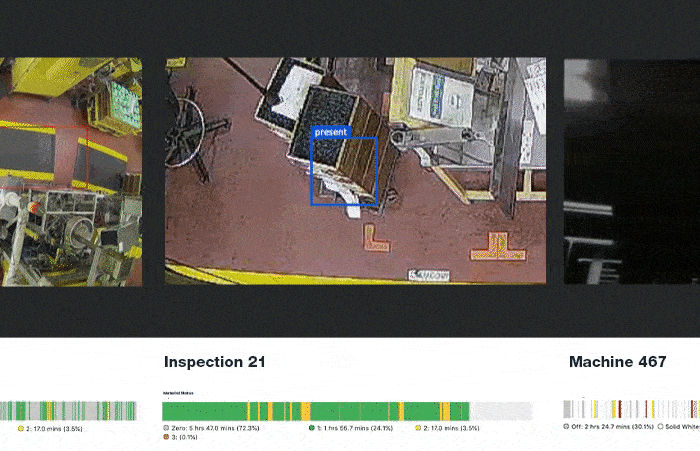 present
Inspection 21
Machine 467
Material Status
2: 17.0 mins (3.5%)
Zero: 5 hrs 47.0 mins (72.3%)
1: 1 hrs 55.7 mins (24.1%)
2: 17.0 mins (3.5%)
3: (0.1%)
Off: 2 hrs 24.7 mins (30.1%)
Solid White